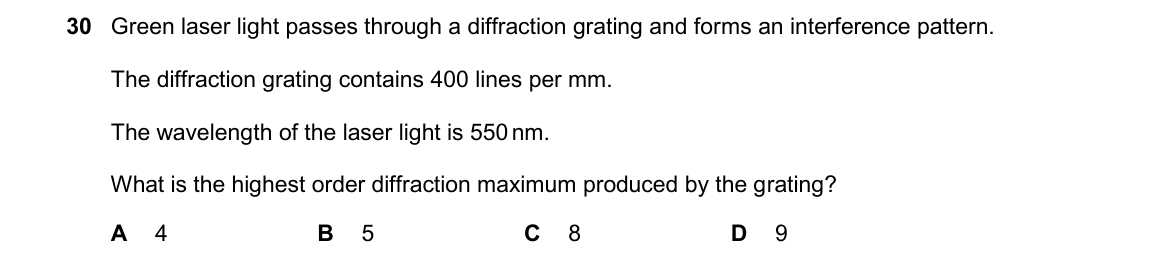 30 Green laser light passes through a diffraction grating and forms an interference pattern.
The diffraction grating contains 400 lines per mm.
The wavelength of the laser light is 550 nm.
What is the highest order diffraction maximum produced by the grating?
A 4 B 5 C 8 D 9